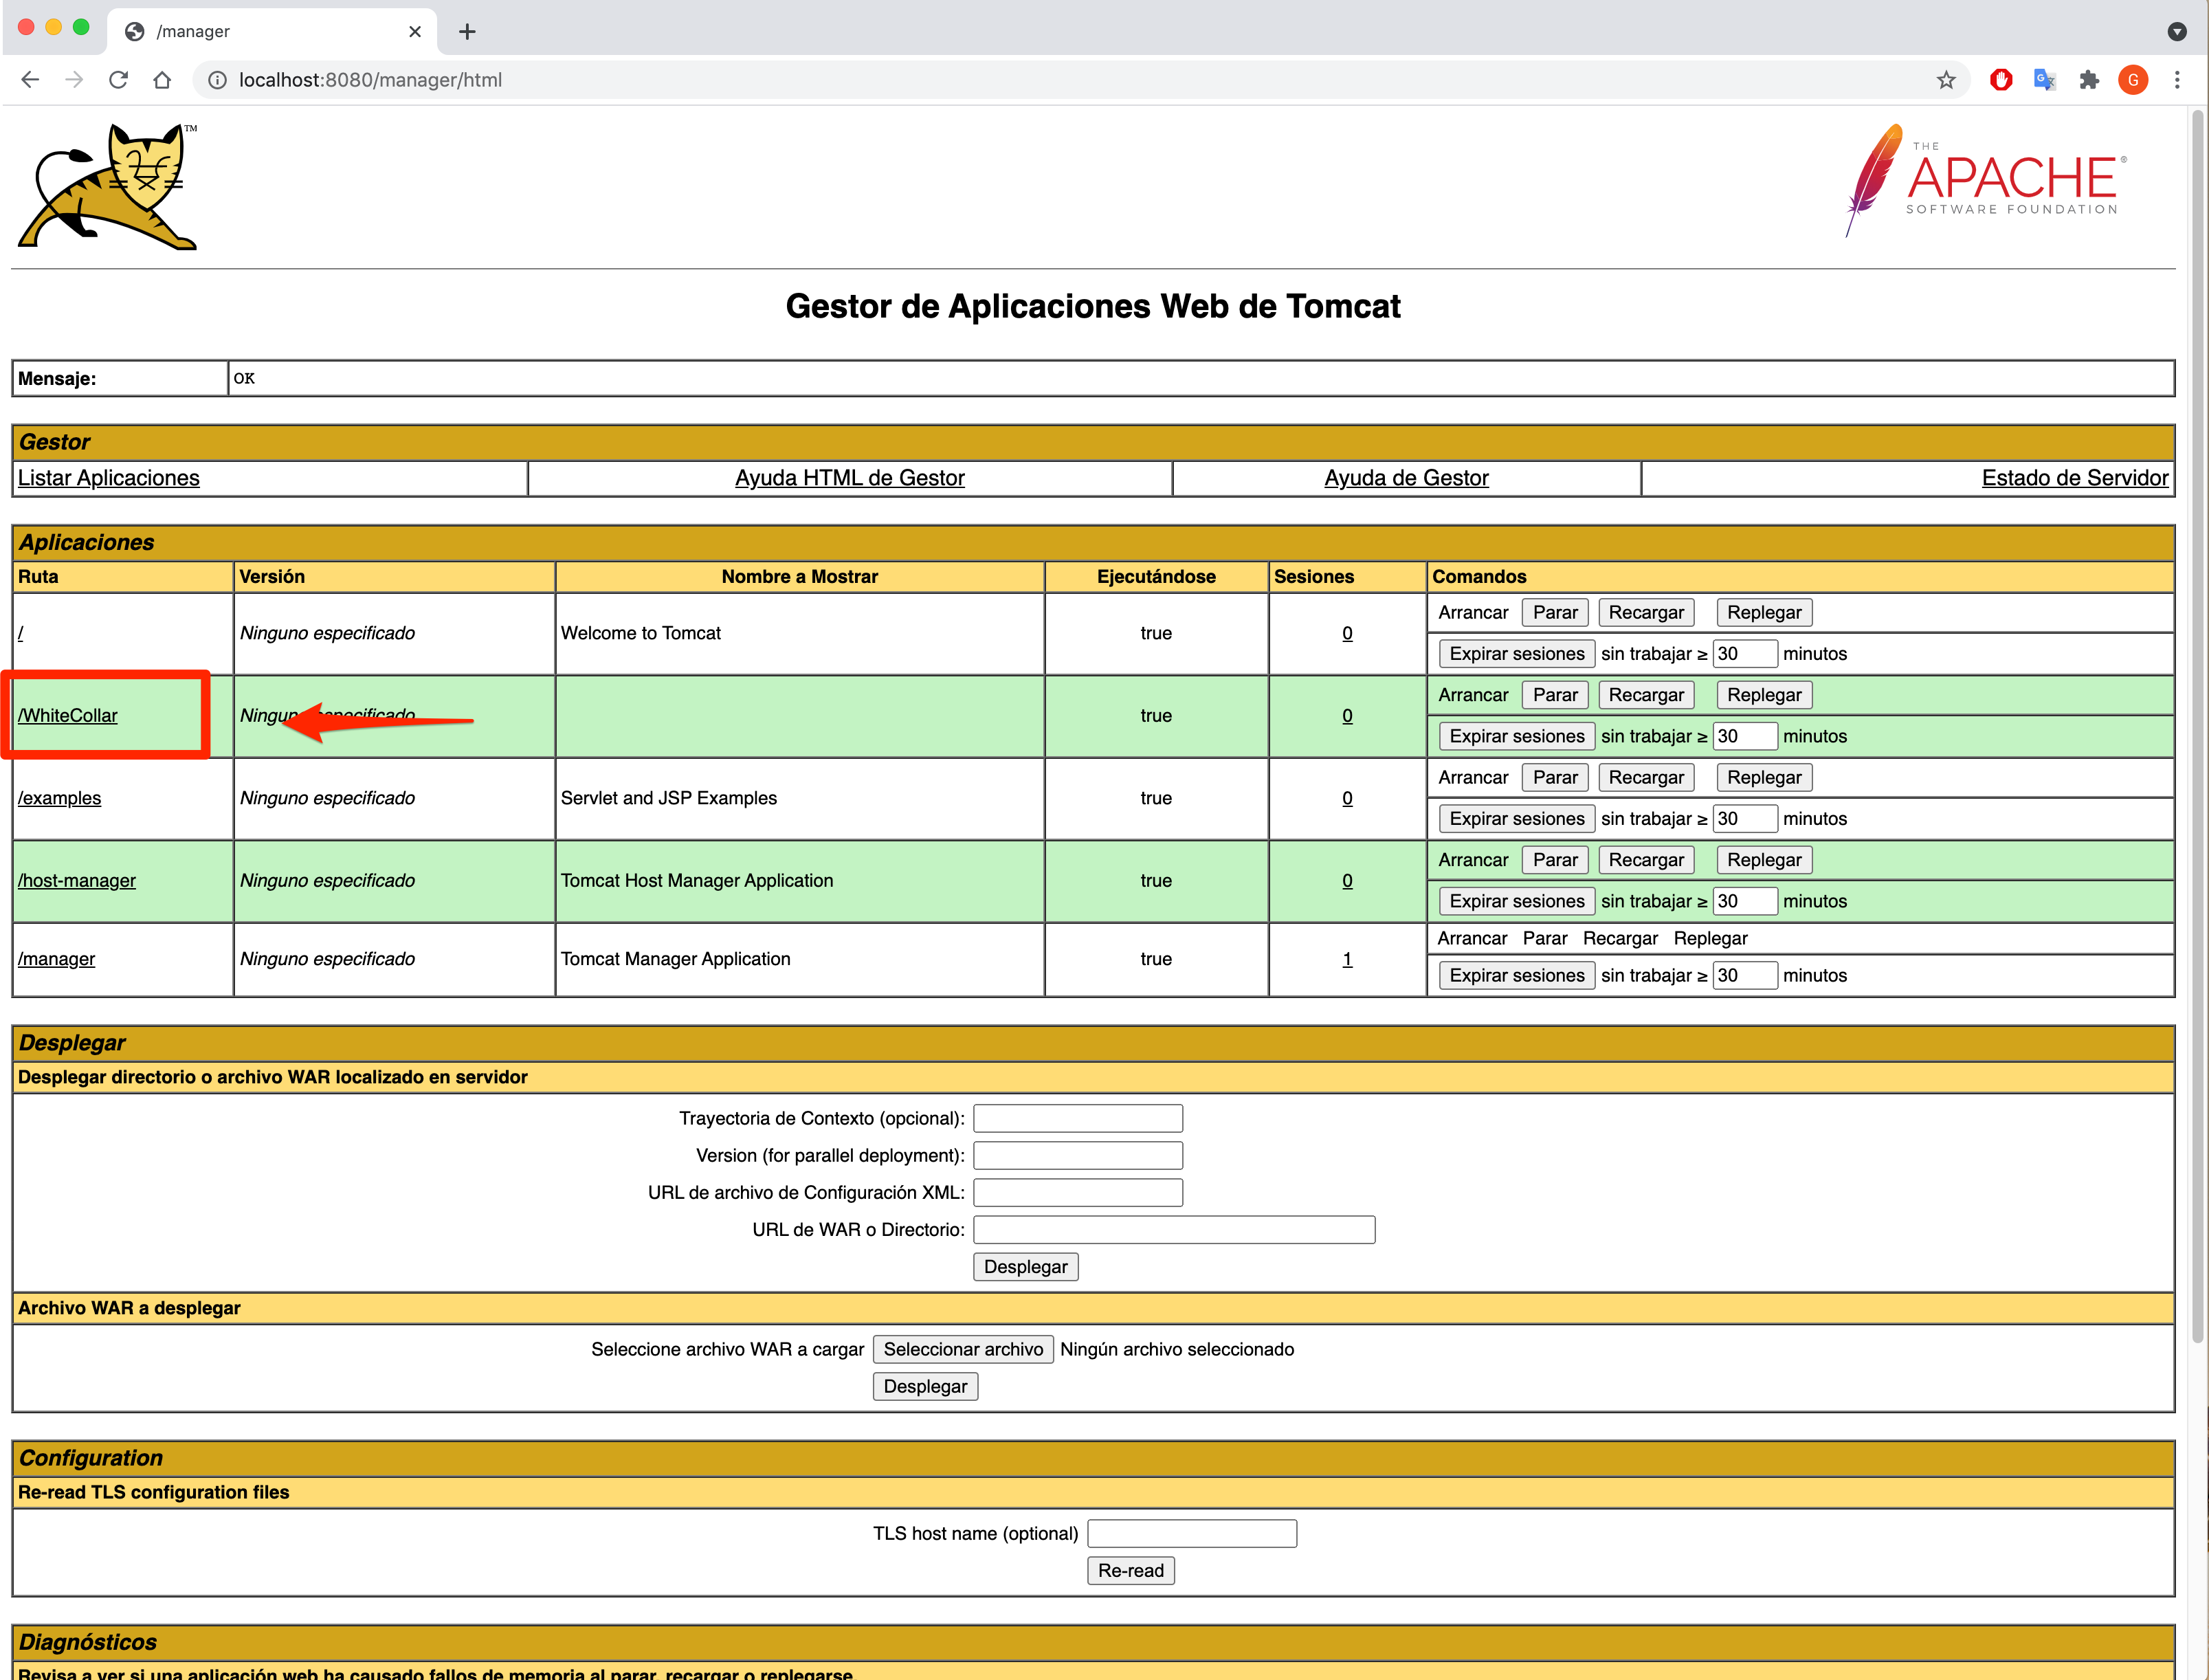 /manager
localhost:8080/manager/html
TM
THE
APACHE®
SOFTWARE FOUNDATION
Gestor de Aplicaciones Web de Tomcat
Mensaje: OK
Gestor
Listar Aplicaciones Ayuda HTML de Gestor Ayuda de Gestor Estado de Servidor
Aplicaciones
Ruta Versión Nombre a Mostrar Ejecutándose Sesiones Comandos
/ Ninguno especificado Welcome to Tomcat true 0 Arrancar Parar Recargar Replegar
Expirar sesiones sin trabajar ≥ 30 minutos
/WhiteCollar Ninguno especificado true 0 Arrancar Parar Recargar Replegar
Expirar sesiones sin trabajar ≥ 30 minutos
/examples Ninguno especificado Servlet and JSP Examples true 0 Arrancar Parar Recargar Replegar
Expirar sesiones sin trabajar ≥ 30 minutos
/host-manager Ninguno especificado Tomcat Host Manager Application true 0 Arrancar Parar Recargar Replegar
Expirar sesiones sin trabajar ≥ 30 minutos
/manager Ninguno especificado Tomcat Manager Application true 1 Arrancar Parar Recargar Replegar
Expirar sesiones sin trabajar ≥ 30 minutos
Desplegar
Desplegar directorio o archivo WAR localizado en servidor
Trayectoria de Contexto (opcional):
Version (for parallel deployment):
URL de archivo de Configuración XML:
URL de WAR o Directorio:
Desplegar
Archivo WAR a desplegar
Seleccione archivo WAR a cargar Seleccionar archivo Ningún archivo seleccionado
Desplegar
Configuration
Re-read TLS configuration files
TLS host name (optional)
Re-read
Diagnósticos
Revisa a ver si una aplicación web ha causado fallos de memoria al parar, recargar o replegarse.